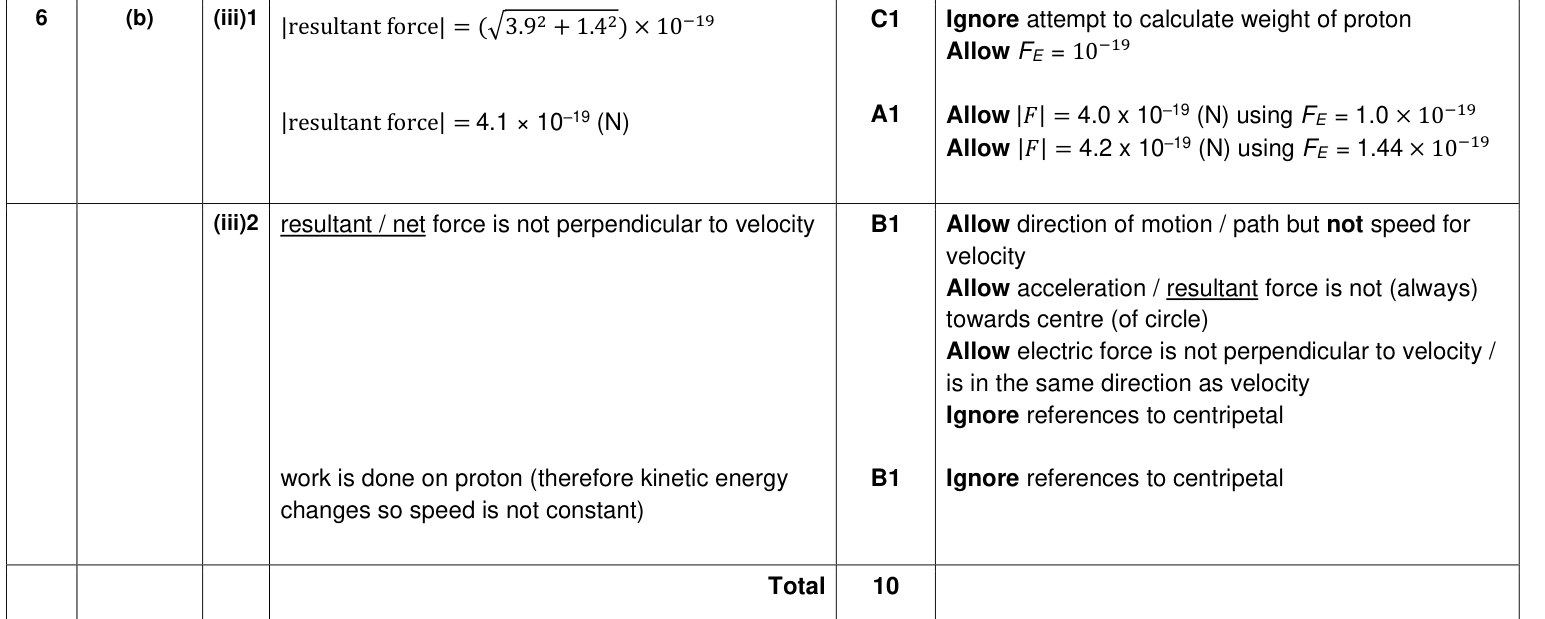 6 (b) (iii)1 |resultant force| = (√3.9² + 1.4²) × 10⁻¹⁹ C1 Ignore attempt to calculate weight of proton
Allow F_E = 10⁻¹⁹
|resultant force| = 4.1 × 10⁻¹⁹ (N) A1 Allow |F| = 4.0 x 10⁻¹⁹ (N) using F_E = 1.0 × 10⁻¹⁹
Allow |F| = 4.2 x 10⁻¹⁹ (N) using F_E = 1.44 × 10⁻¹⁹
(iii)2 resultant / net force is not perpendicular to velocity B1 Allow direction of motion / path but not speed for
velocity
Allow acceleration / resultant force is not (always)
towards centre (of circle)
Allow electric force is not perpendicular to velocity /
is in the same direction as velocity
Ignore references to centripetal
work is done on proton (therefore kinetic energy B1 Ignore references to centripetal
changes so speed is not constant)
Total 10